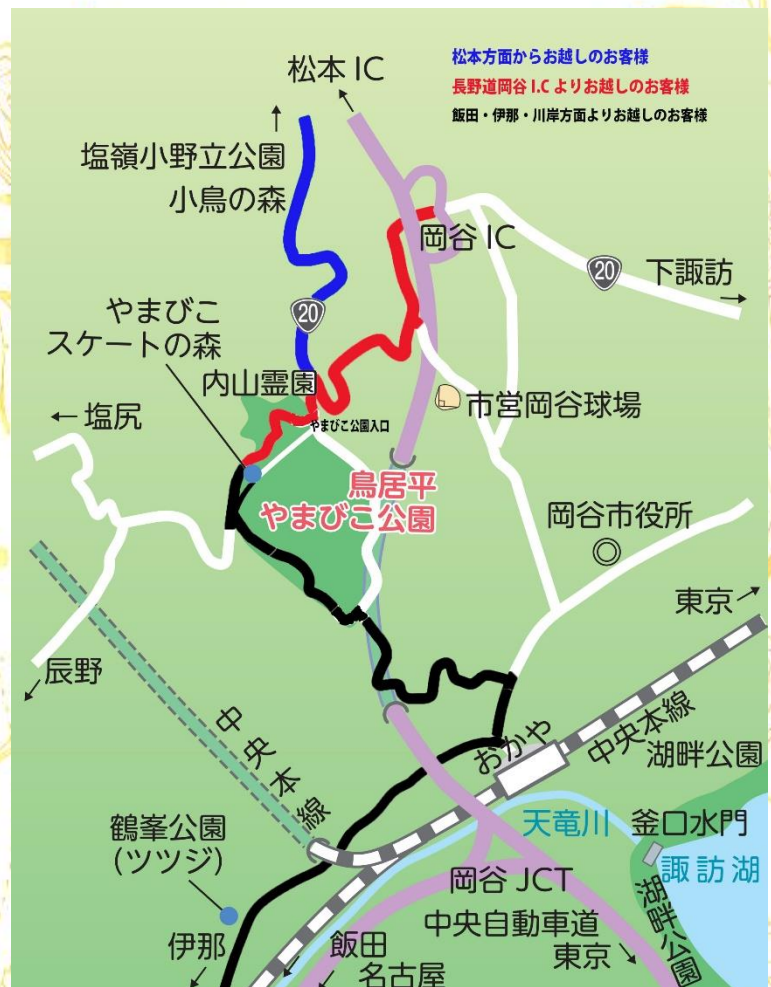 松本方面からお越しのお客様
長野道岡谷I.Cよりお越しのお客様
飯田・伊那・川岸方面よりお越しのお客様
松本 IC
塩嶺小野立公園
小鳥の森
岡谷 IC
20
下諏訪
20
やまびこ
スケートの森
内山霊園
市営岡谷球場
塩尻
やまびこ公園入口
鳥居平
やまびこ公園
岡谷市役所
東京
辰野
中央本線
おかや
中央本線
湖畔公園
鶴峯公園
(ツツジ)
天竜川
釜口水門
諏訪湖
岡谷 JCT
湖畔公園
中央自動車道
伊那
飯田
名古屋
東京